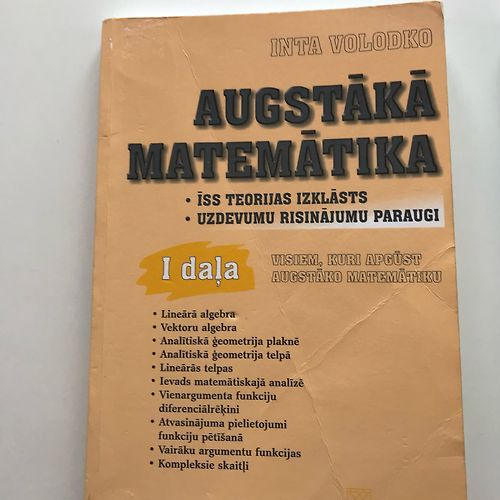 INTA VOLODKO
AUGSTĀKĀ
MATEMĀTIKA
• ĪSS TEORIJAS IZKLĀSTS
• UZDEVUMU RISINĀJUMU PARAUGI
I daļa
VISIEM, KURI APGŪST
AUGSTĀKO MATEMĀTIKU
• Lineārā algebra
• Vektoru algebra
• Analītiskā ģeometrija plaknē
• Analītiskā ģeometrija telpā
• Lineārās telpas
• Ievads matemātiskajā analīzē
• Vienargumenta funkciju
diferenciālrēķini
• Atvasinājuma pielietojumi
funkciju pētīšanā
• Vairāku argumentu funkcijas
• Kompleksie skaitļi